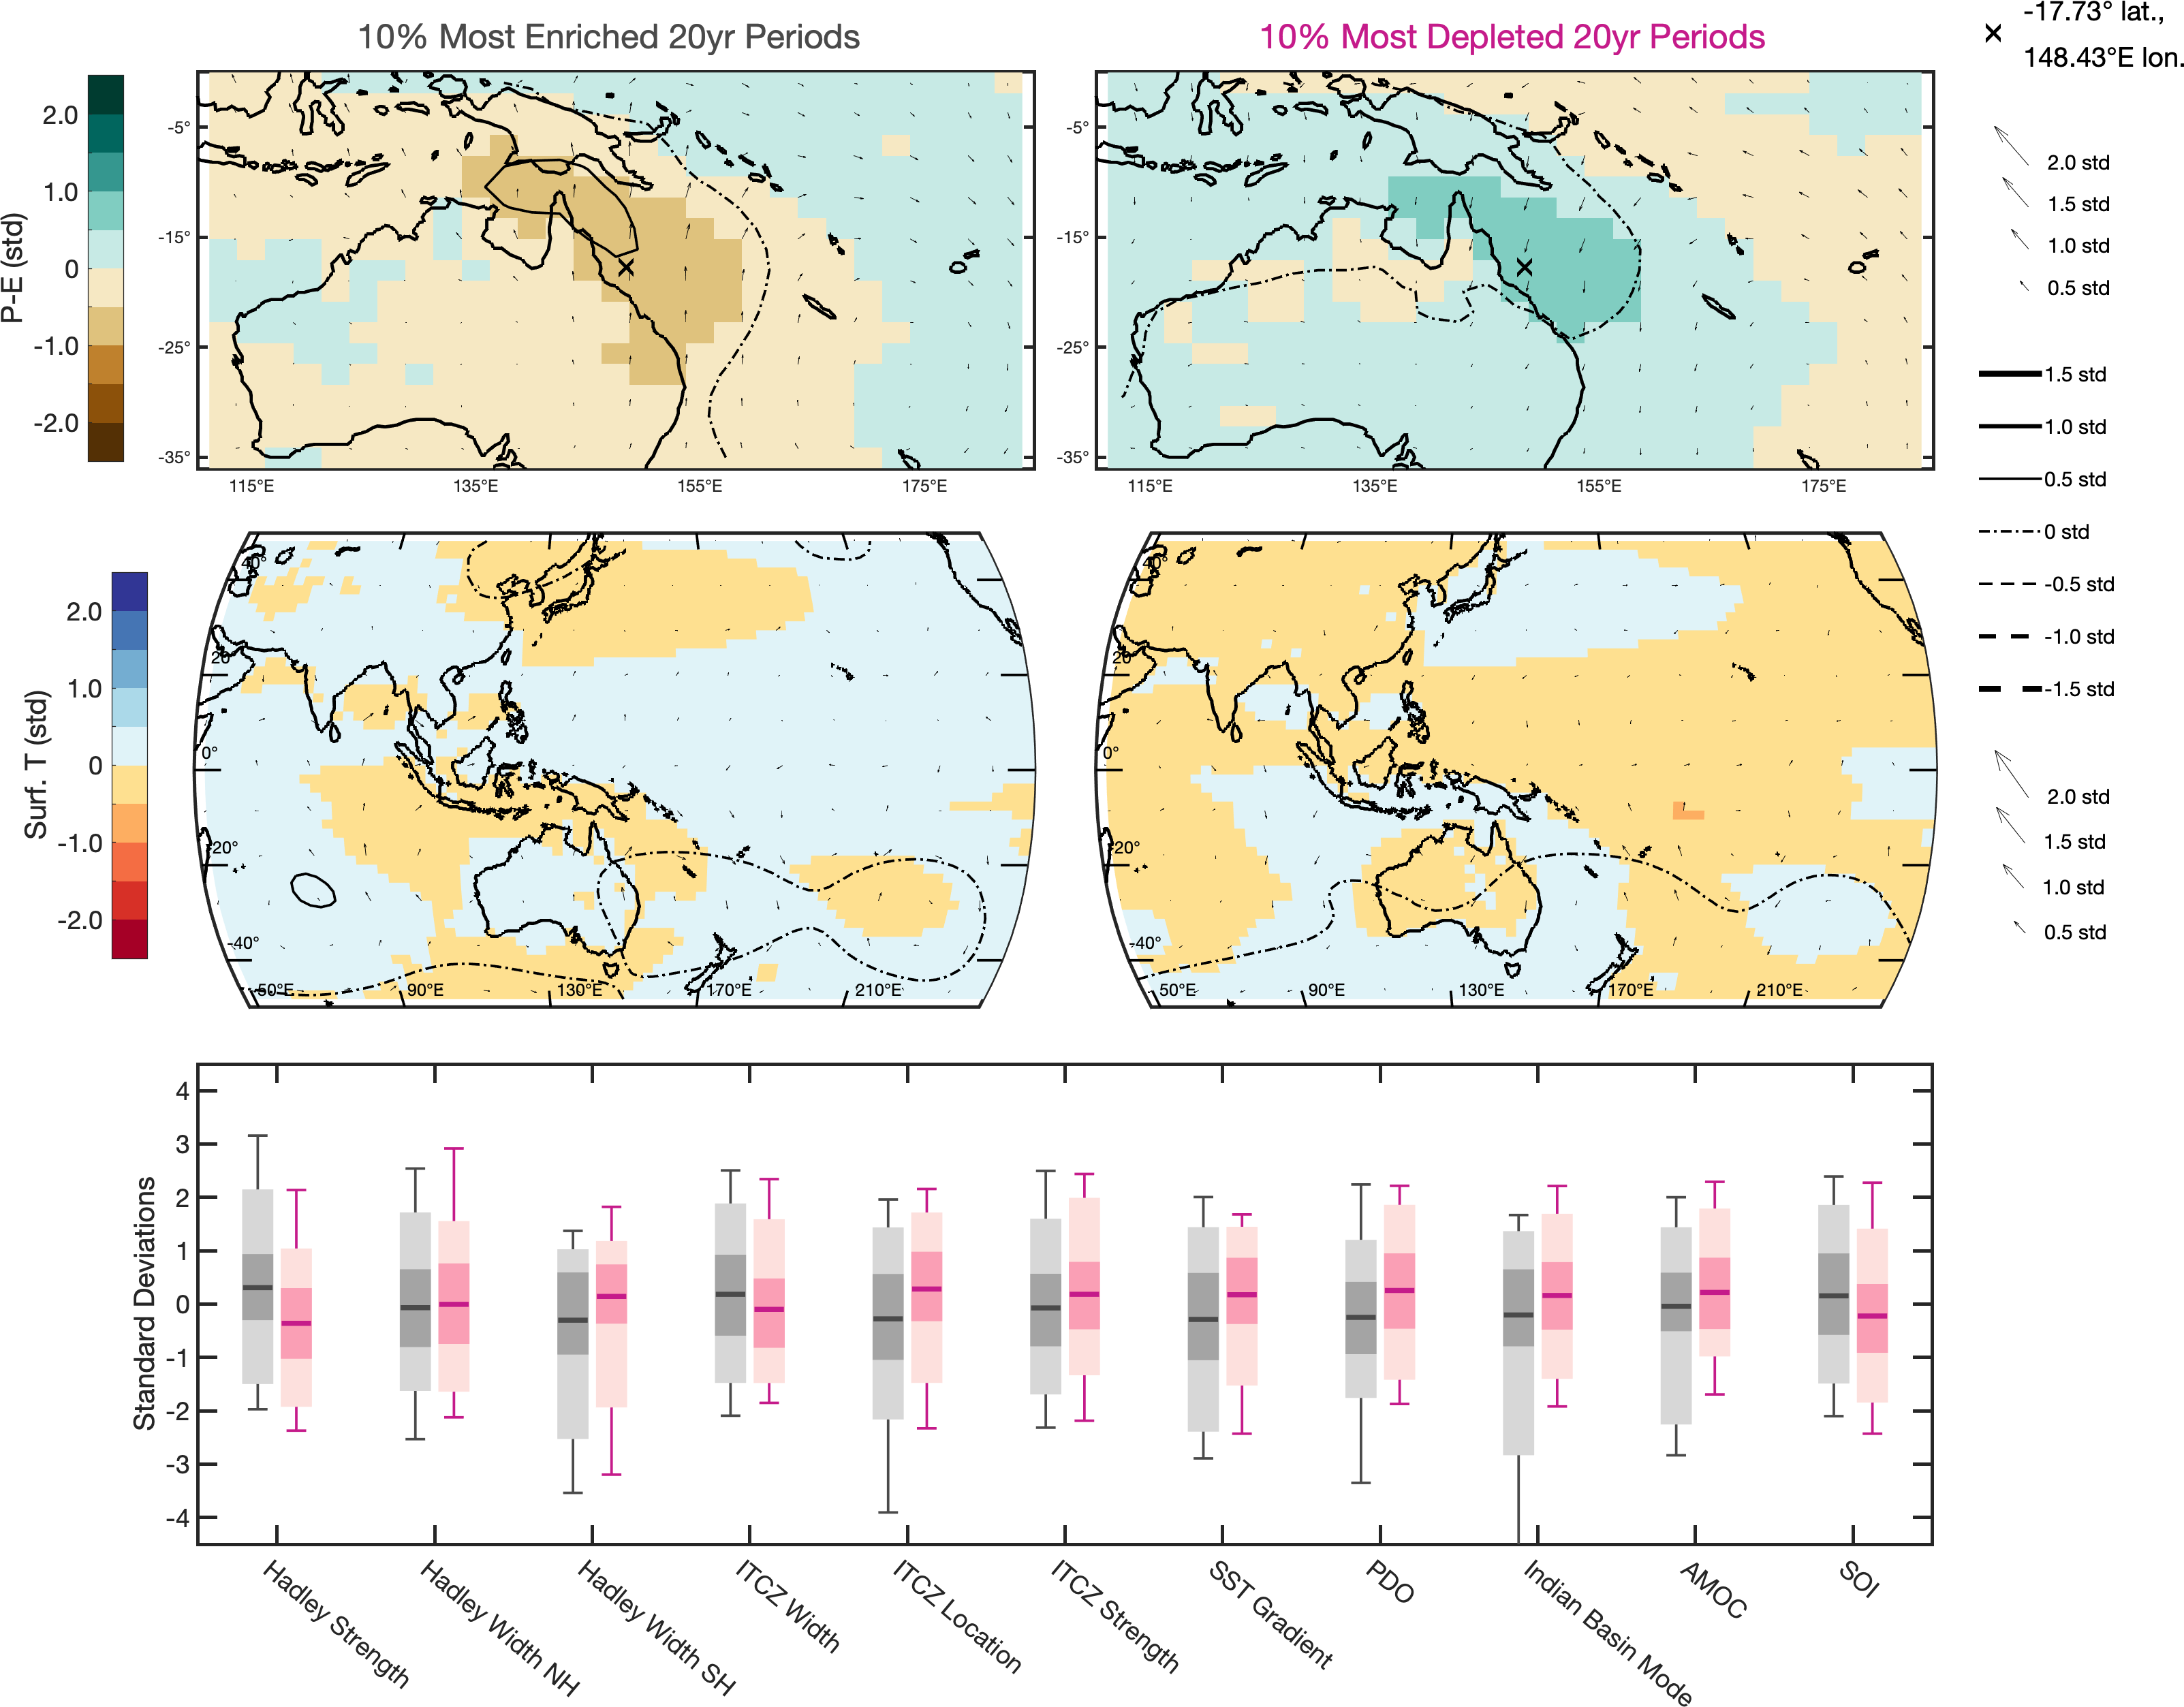 10% Most Enriched 20yr Periods
10% Most Depleted 20yr Periods
-17.73° lat.,
148.43°E lon.
P-E (std)
2.0
1.0
0
-1.0
-2.0
-5°
-15°
-25°
-35°
115°E
135°E
155°E
175°E
-5°
-15°
-25°
-35°
115°E
135°E
155°E
175°E
2.0 std
1.5 std
1.0 std
0.5 std
1.5 std
1.0 std
0.5 std
0 std
-0.5 std
-1.0 std
-1.5 std
2.0 std
1.5 std
1.0 std
0.5 std
Surf. T (std)
2.0
1.0
0
-1.0
-2.0
40°
20°
0°
-20°
-40°
50°E
90°E
130°E
170°E
210°E
40°
20°
0°
-20°
-40°
50°E
90°E
130°E
170°E
210°E
Standard Deviations
4
3
2
1
0
-1
-2
-3
-4
Hadley Strength
Hadley Width NH
Hadley Width SH
ITCZ Width
ITCZ Location
ITCZ Strength
SST Gradient
PDO
Indian Basin Mode
AMOC
SOI